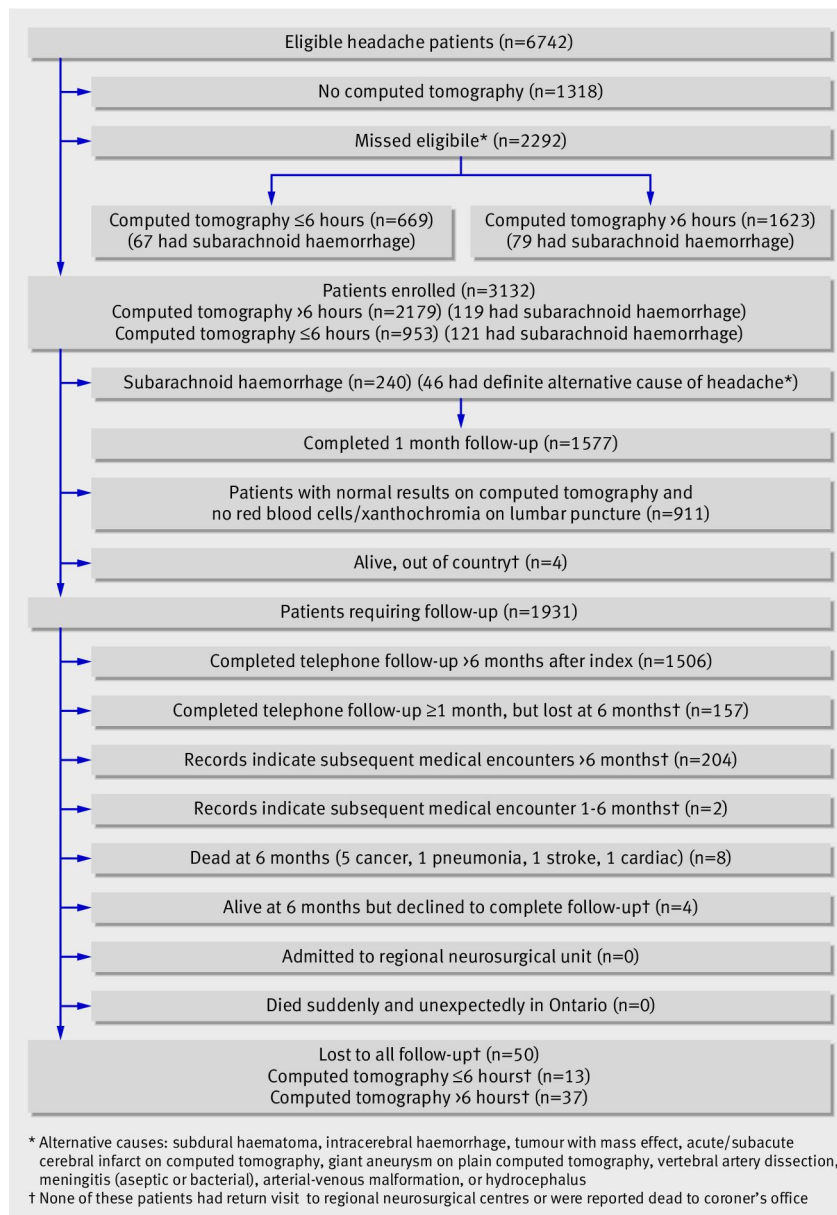 Eligible headache patients (n=6742)
No computed tomography (n=1318)
Missed eligibile* (n=2292)
Computed tomography ≤6 hours (n=669)
(67 had subarachnoid haemorrhage)
Computed tomography >6 hours (n=1623)
(79 had subarachnoid haemorrhage)
Patients enrolled (n=3132)
Computed tomography >6 hours (n=2179) (119 had subarachnoid haemorrhage)
Computed tomography ≤6 hours (n=953) (121 had subarachnoid haemorrhage)
Subarachnoid haemorrhage (n=240) (46 had definite alternative cause of headache*)
Completed 1 month follow-up (n=1577)
Patients with normal results on computed tomography and
no red blood cells/xanthochromia on lumbar puncture (n=911)
Alive, out of country† (n=4)
Patients requiring follow-up (n=1931)
Completed telephone follow-up >6 months after index (n=1506)
Completed telephone follow-up ≥1 month, but lost at 6 months† (n=157)
Records indicate subsequent medical encounters >6 months† (n=204)
Records indicate subsequent medical encounter 1-6 months† (n=2)
Dead at 6 months (5 cancer, 1 pneumonia, 1 stroke, 1 cardiac) (n=8)
Alive at 6 months but declined to complete follow-up† (n=4)
Admitted to regional neurosurgical unit (n=0)
Died suddenly and unexpectedly in Ontario (n=0)
Lost to all follow-up† (n=50)
Computed tomography ≤6 hours† (n=13)
Computed tomography >6 hours† (n=37)
* Alternative causes: subdural haematoma, intracerebral haemorrhage, tumour with mass effect, acute/subacute
cerebral infarct on computed tomography, giant aneurysm on plain computed tomography, vertebral artery dissection,
meningitis (aseptic or bacterial), arterial-venous malformation, or hydrocephalus
† None of these patients had return visit to regional neurosurgical centres or were reported dead to coroner's office